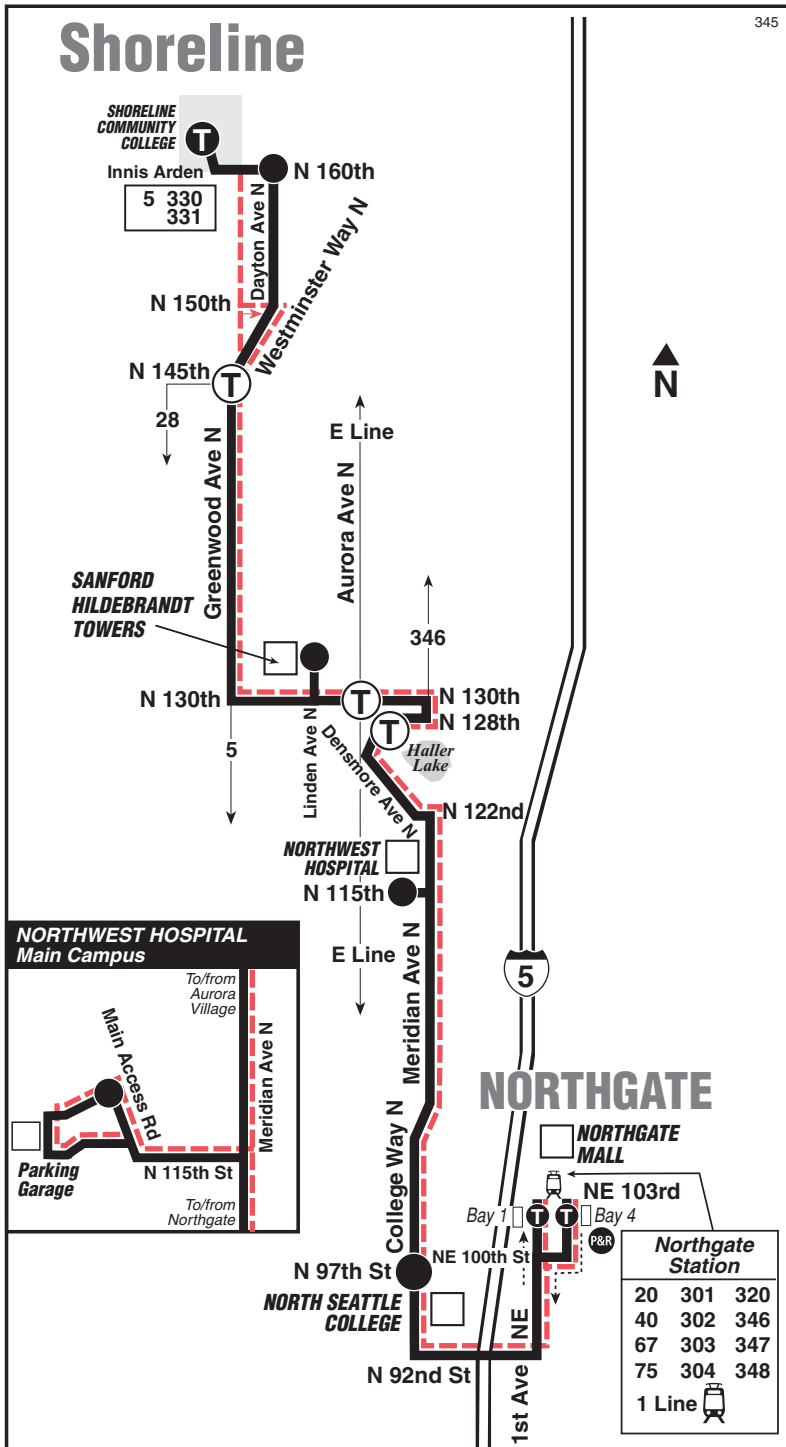 345
Shoreline
SHORELINE
COMMUNITY
COLLEGE
T
Innis Arden
N 160th
5 330
331
Dayton Ave N
Westminster Way N
N 150th
N 145th
T
28
E Line
N
Greenwood Ave N
Aurora Ave N
SANFORD
HILDEBRANDT
TOWERS
346
N 130th
T
N 130th
N 128th
T
5
Linden Ave N
Densmore Ave N
Haller
Lake
N 122nd
NORTHWEST
HOSPITAL
N 115th
E Line
Meridian Ave N
5
NORTHWEST HOSPITAL
Main Campus
To/from
Aurora
Village
Main Access Rd
Meridian Ave N
Parking
Garage
N 115th St
To/from
Northgate
NORTHGATE
NORTHGATE
MALL
College Way N
NE 103rd
Bay 1
T
T
Bay 4
P&R
NE 100th St
N 97th St
NORTH SEATTLE
COLLEGE
N 92nd St
1st Ave NE
Northgate
Station
20 301 320
40 302 346
67 303 347
75 304 348
1 Line